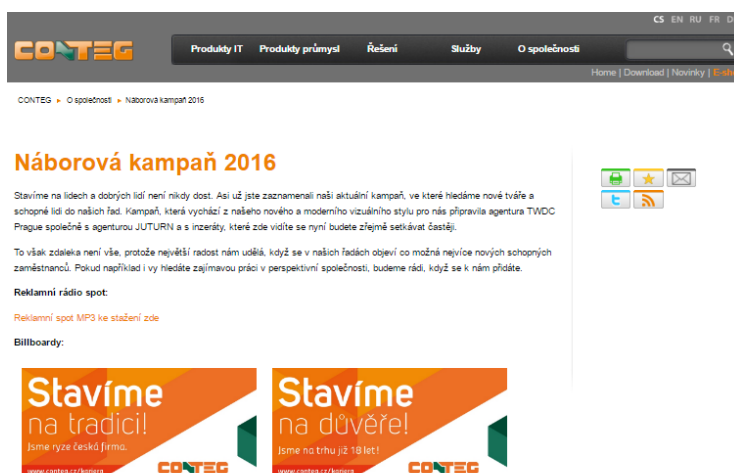 CS EN RU FR D
CONTEG
Produkty IT Produkty průmysl Řešení Služby O společnosti
Home | Download | Novinky | E-sh
CONTEG ► O společnosti ► Náborová kampaň 2016
Náborová kampaň 2016
Stavíme na lidech a dobrých lidí není nikdy dost. Asi už jste zaznamenali naši aktuální kampaň, ve které hledáme nové tváře a
schopné lidi do našich řad. Kampaň, která vychází z našeho nového a moderního vizuálního stylu pro nás připravila agentura TWDC
Prague společně s agenturou JUTURN a s inzeráty, které zde vidíte se nyní budete zřejmě setkávat častěji.
To však zdaleka není vše, protože největší radost nám udělá, když se v našich řadách objeví co možná nejvíce nových schopných
zaměstnanců. Pokud například i vy hledáte zajímavou práci v perspektivní společnosti, budeme rádi, když se k nám přidáte.
Reklamní rádio spot:
Reklamní spot MP3 ke stažení zde
Billboardy:
Stavíme
na tradici!
Jsme ryze česká firma.
www.conteg.cz/kariera
CONTEG
Stavíme
na důvěře!
Jsme na trhu již 18 let!
www.conteg.cz/kariera
CONTEG